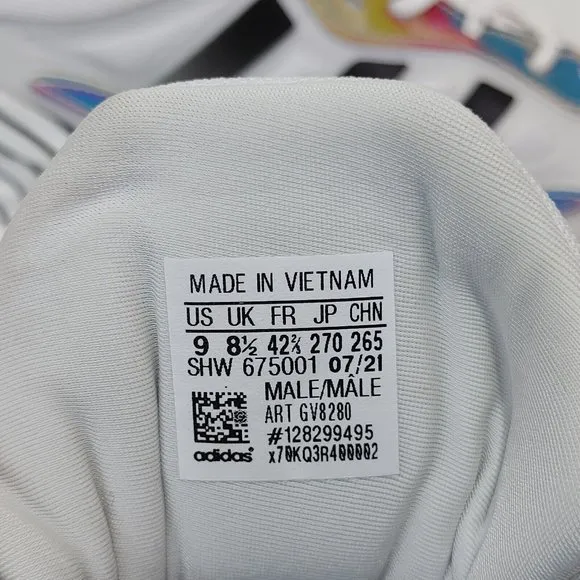 MADE IN VIETNAM
US UK FR JP CHN
9 8½ 42⅔ 270 265
SHW 675001 07/21
MALE/MÂLE
ART GV8280
#128299495
adidas® x70KQ3R400002